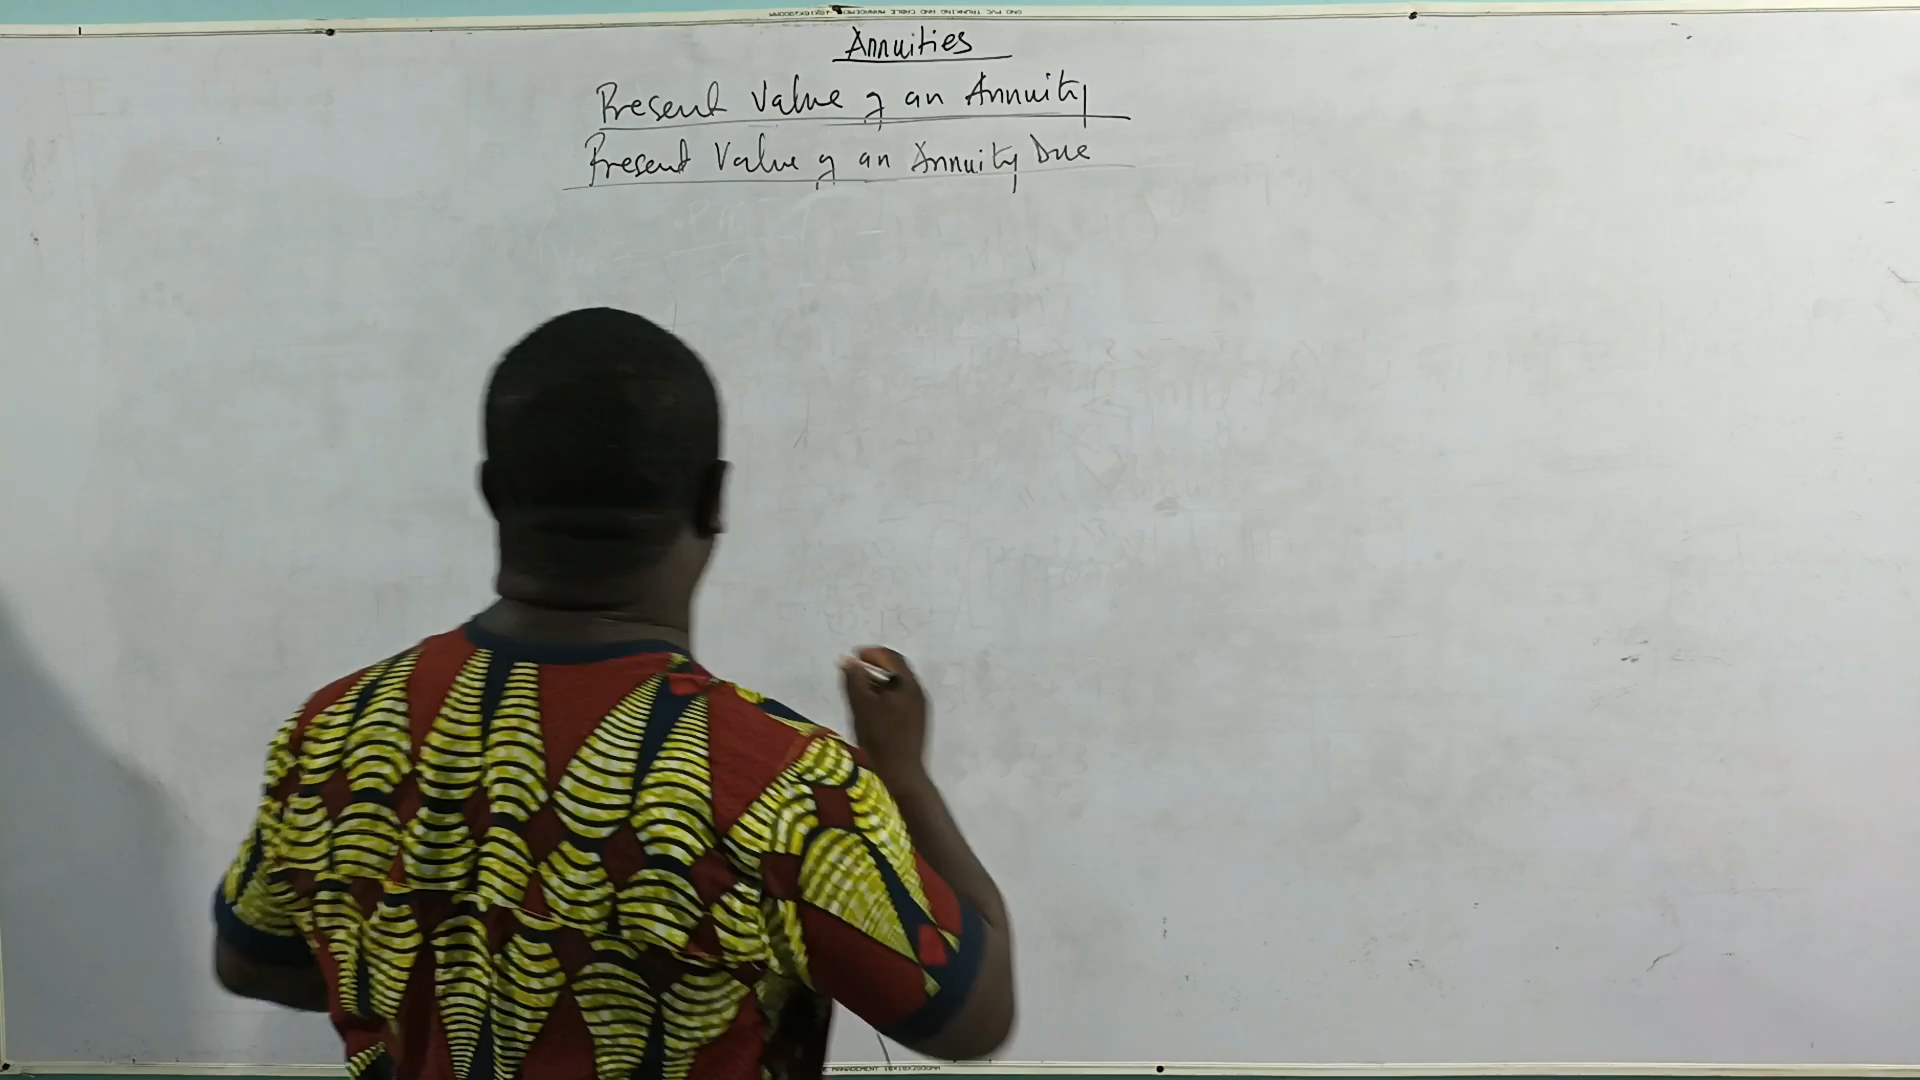 Annuities
Present Value of an Annuity
Present Value of an Annuity Due